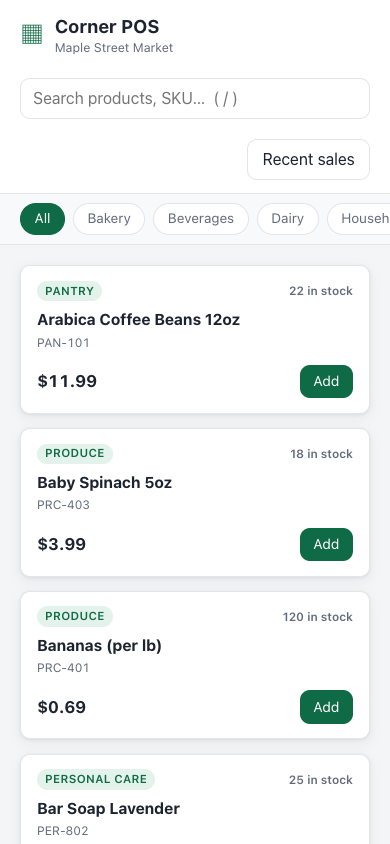 Corner POS
Maple Street Market
Search products, SKU... ( / )
Recent sales
All Bakery Beverages Dairy Househ
PANTRY 22 in stock
Arabica Coffee Beans 12oz
PAN-101
$11.99 Add
PRODUCE 18 in stock
Baby Spinach 5oz
PRC-403
$3.99 Add
PRODUCE 120 in stock
Bananas (per lb)
PRC-401
$0.69 Add
PERSONAL CARE 25 in stock
Bar Soap Lavender
PER-802